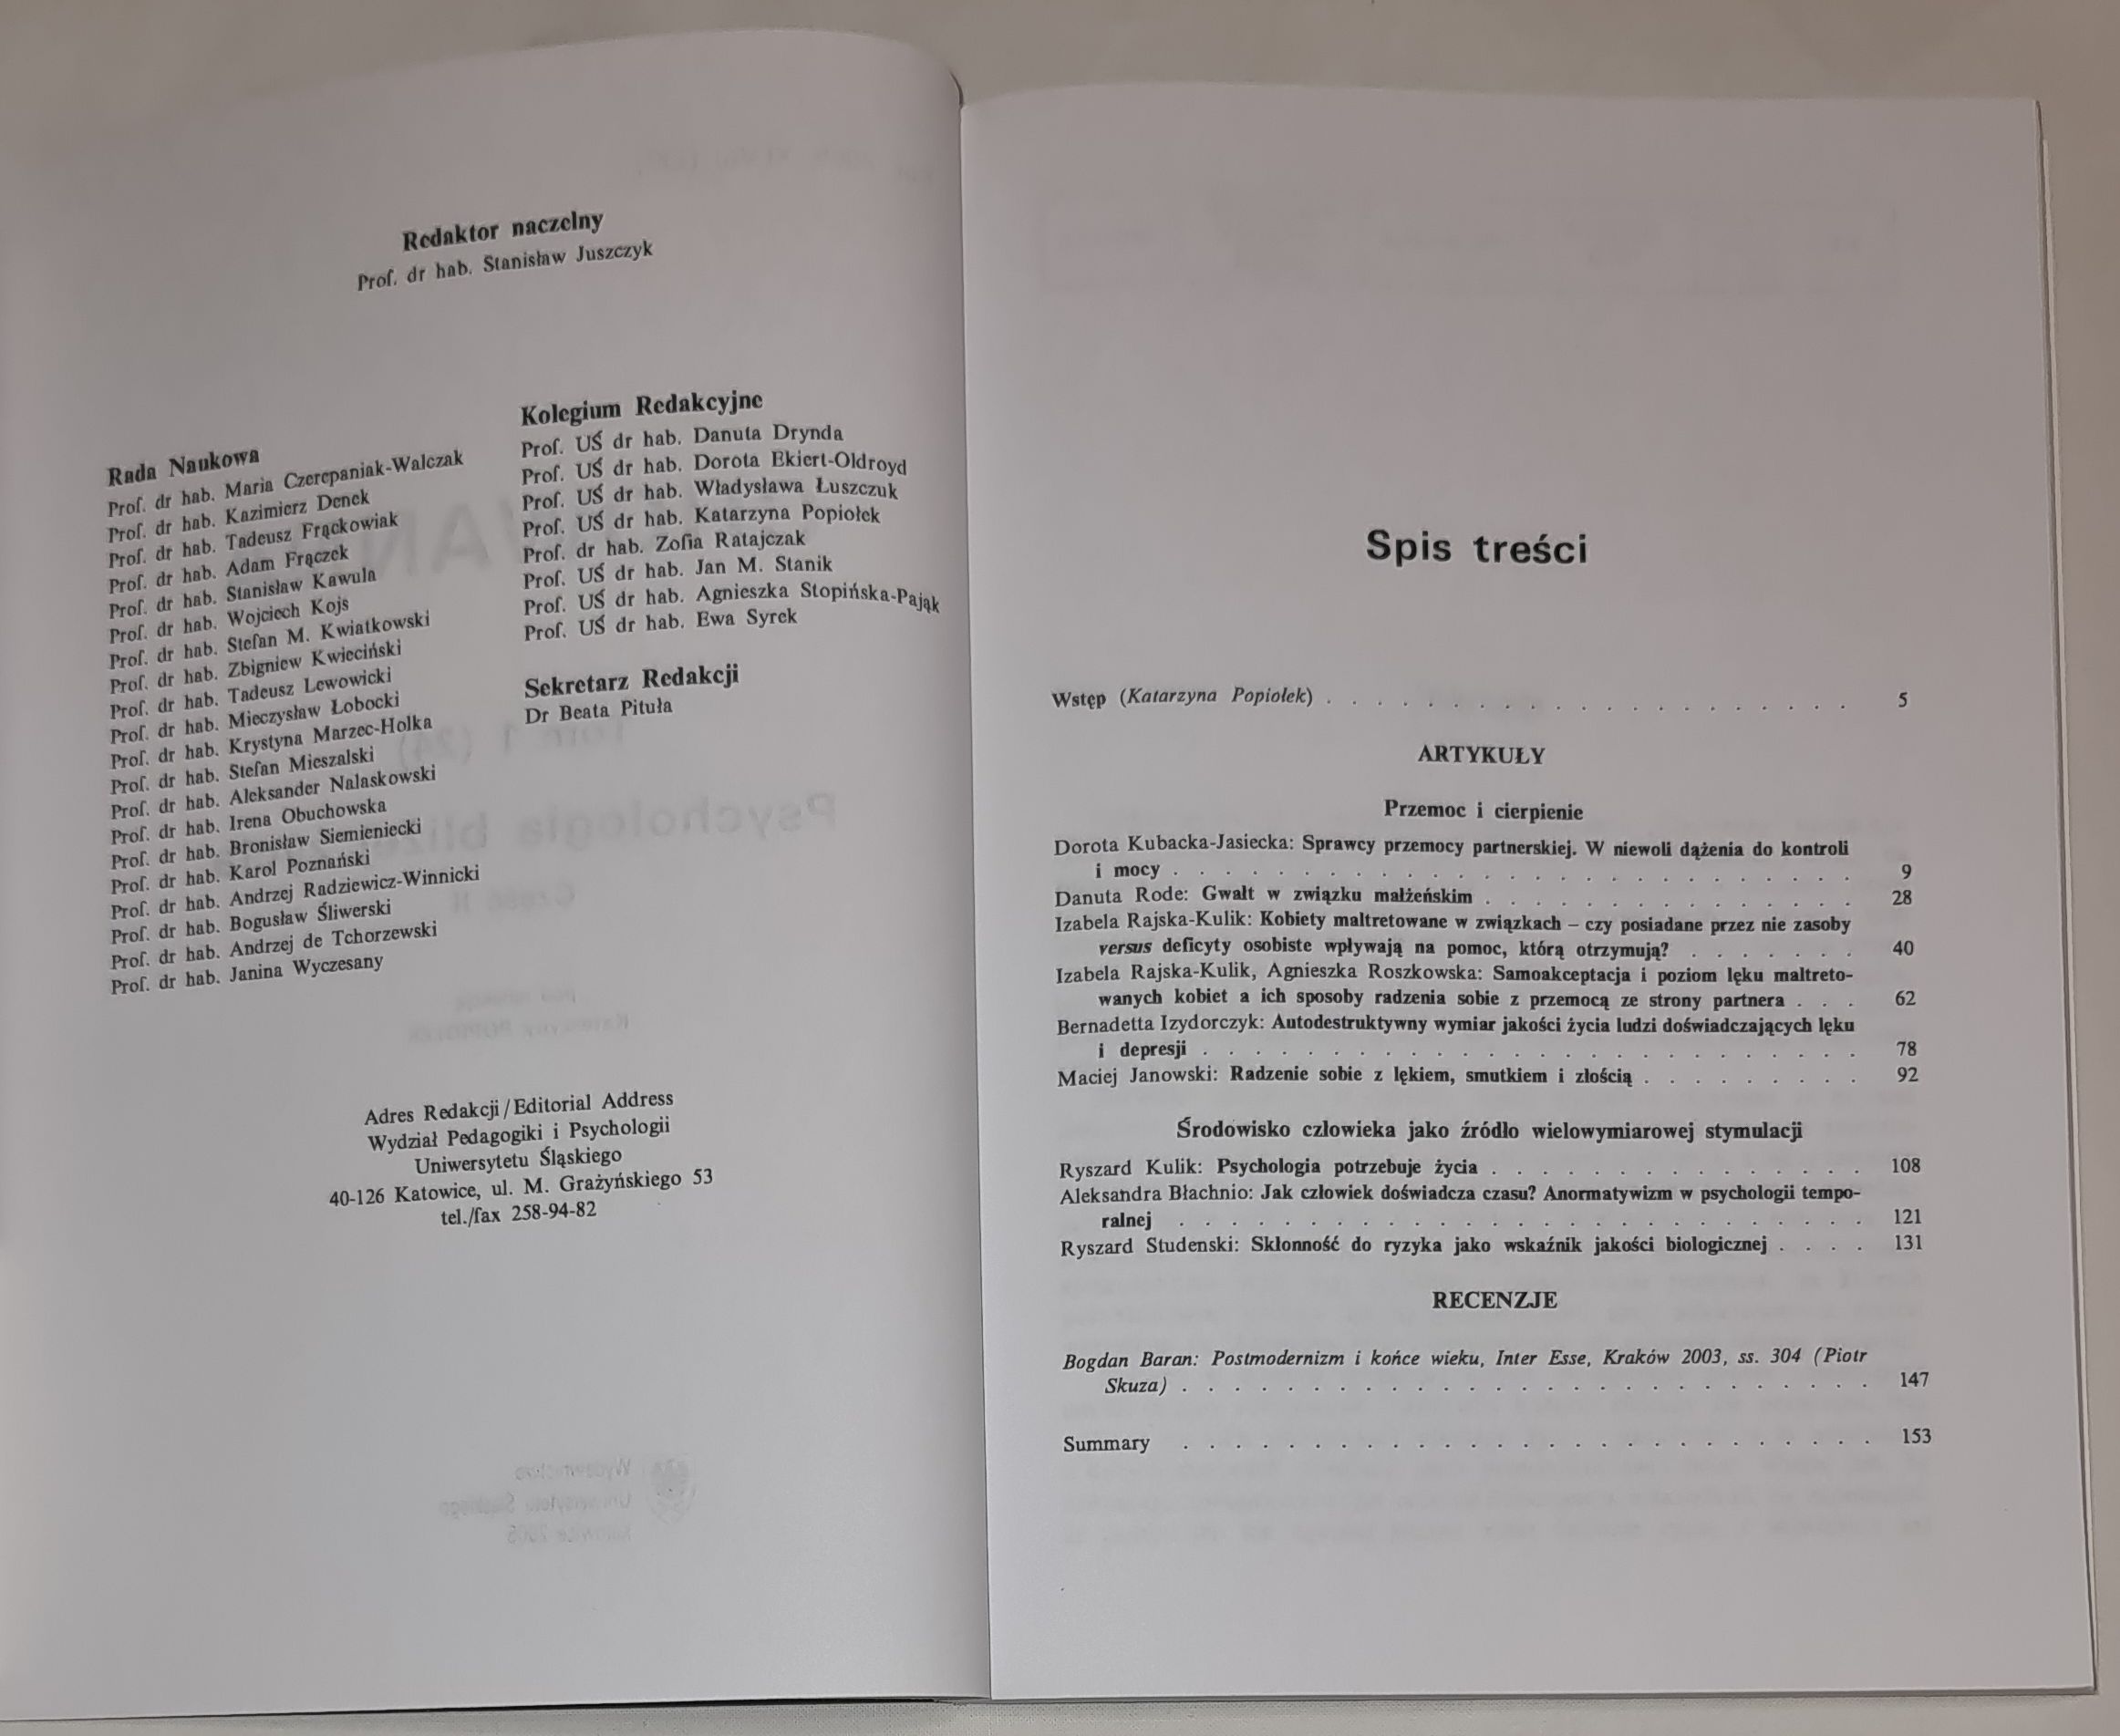 Redaktor naczelny
Prof. dr hab. Stanisław Juszczyk
Rada Naukowa
Prof. dr hab. Maria Czerepaniak-Walczak
Prof. dr hab. Kazimierz Denek
Prof. dr hab. Tadeusz Frąckowiak
Prof. dr hab. Adam Frączek
Prof. dr hab. Stanisław Kawula
Prof. dr hab. Wojciech Kojs
Prof. dr hab. Stefan M. Kwiatkowski
Prof. dr hab. Zbigniew Kwieciński
Prof. dr hab. Tadeusz Lewowicki
Prof. dr hab. Mieczysław Łobocki
Prof. dr hab. Krystyna Marzec-Holka
Prof. dr hab. Stefan Mieszalski
Prof. dr hab. Aleksander Nalaskowski
Prof. dr hab. Irena Obuchowska
Prof. dr hab. Bronisław Siemieniecki
Prof. dr hab. Karol Poznański
Prof. dr hab. Andrzej Radziewicz-Winnicki
Prof. dr hab. Bogusław Śliwerski
Prof. dr hab. Andrzej de Tchorzewski
Prof. dr hab. Janina Wyczesany
Kolegium Redakcyjne
Prof. UŚ dr hab. Danuta Drynda
Prof. UŚ dr hab. Dorota Ekiert-Oldroyd
Prof. UŚ dr hab. Władysława Łuszczuk
Prof. UŚ dr hab. Katarzyna Popiołek
Prof. dr hab. Zofia Ratajczak
Prof. UŚ dr hab. Jan M. Stanik
Prof. UŚ dr hab. Agnieszka Stopińska-Pająk
Prof. UŚ dr hab. Ewa Syrek
Sekretarz Redakcji
Dr Beata Pituła
Adres Redakcji/Editorial Address
Wydział Pedagogiki i Psychologii
Uniwersytetu Śląskiego
40-126 Katowice, ul. M. Grażyńskiego 53
tel./fax 258-94-82
Spis treści
Wstęp (Katarzyna Popiołek) . . . . . . . . . . . . . . . . . . . . . 5
ARTYKUŁY
Przemoc i cierpienie
Dorota Kubacka-Jasiecka: Sprawcy przemocy partnerskiej. W niewoli dążenia do kontroli
i mocy . . . . . . . . . . . . . . . . . . . . . . . . . . . 9
Danuta Rode: Gwałt w związku małżeńskim . . . . . . . . . . . . . . . 28
Izabela Rajska-Kulik: Kobiety maltretowane w związkach – czy posiadane przez nie zasoby
versus deficyty osobiste wpływają na pomoc, którą otrzymują? . . . . . . . 40
Izabela Rajska-Kulik, Agnieszka Roszkowska: Samoakceptacja i poziom lęku maltreto-
wanych kobiet a ich sposoby radzenia sobie z przemocą ze strony partnera . . . 62
Bernadetta Izydorczyk: Autodestruktywny wymiar jakości życia ludzi doświadczających lęku
i depresji . . . . . . . . . . . . . . . . . . . . . . . . . . 78
Maciej Janowski: Radzenie sobie z lękiem, smutkiem i złością . . . . . . . . . 92
Środowisko człowieka jako źródło wielowymiarowej stymulacji
Ryszard Kulik: Psychologia potrzebuje życia . . . . . . . . . . . . . . . 108
Aleksandra Błachnio: Jak człowiek doświadcza czasu? Anormatywizm w psychologii tempo-
ralnej . . . . . . . . . . . . . . . . . . . . . . . . . . . 121
Ryszard Studenski: Skłonność do ryzyka jako wskaźnik jakości biologicznej . . . . 131
RECENZJE
Bogdan Baran: Postmodernizm i końce wieku, Inter Esse, Kraków 2003, ss. 304 (Piotr
Skuza) . . . . . . . . . . . . . . . . . . . . . . . . . . . 147
Summary . . . . . . . . . . . . . . . . . . . . . . . . . . . 153